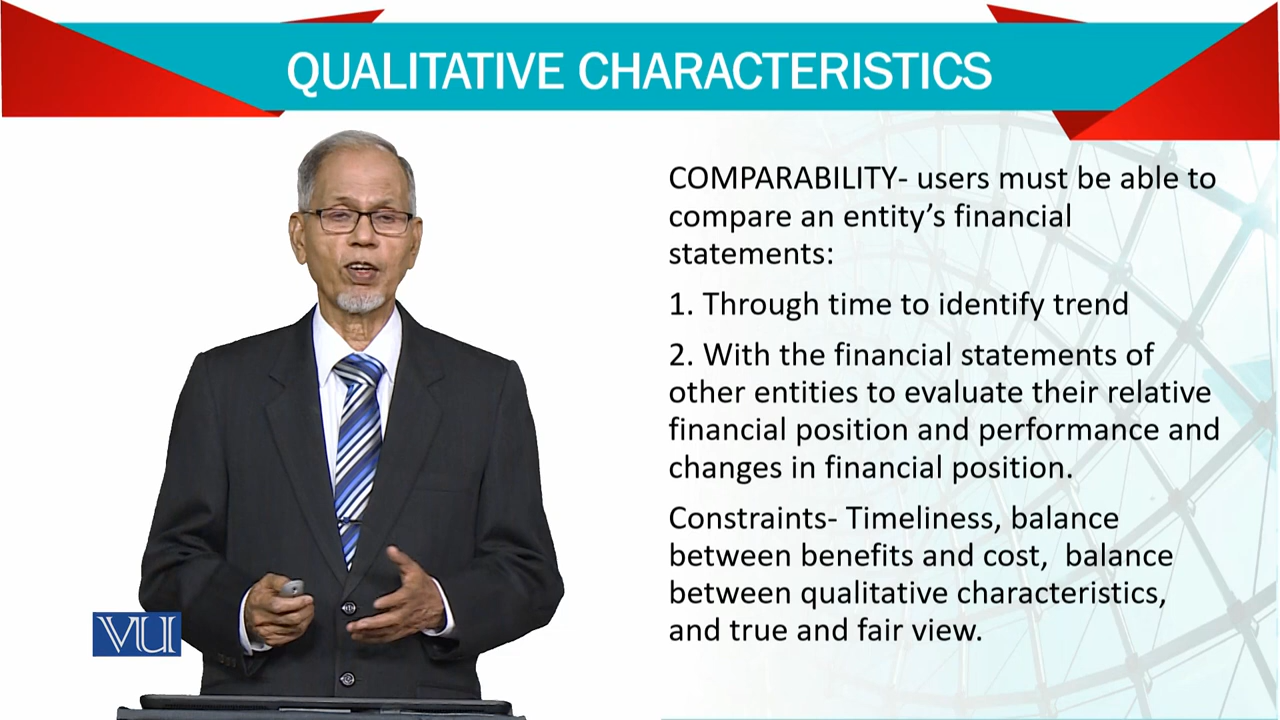 QUALITATIVE CHARACTERISTICS
COMPARABILITY- users must be able to
compare an entity’s financial
statements:
1. Through time to identify trend
2. With the financial statements of
other entities to evaluate their relative
financial position and performance and
changes in financial position.
Constraints- Timeliness, balance
between benefits and cost,  balance
between qualitative characteristics,
and true and fair view.
VU